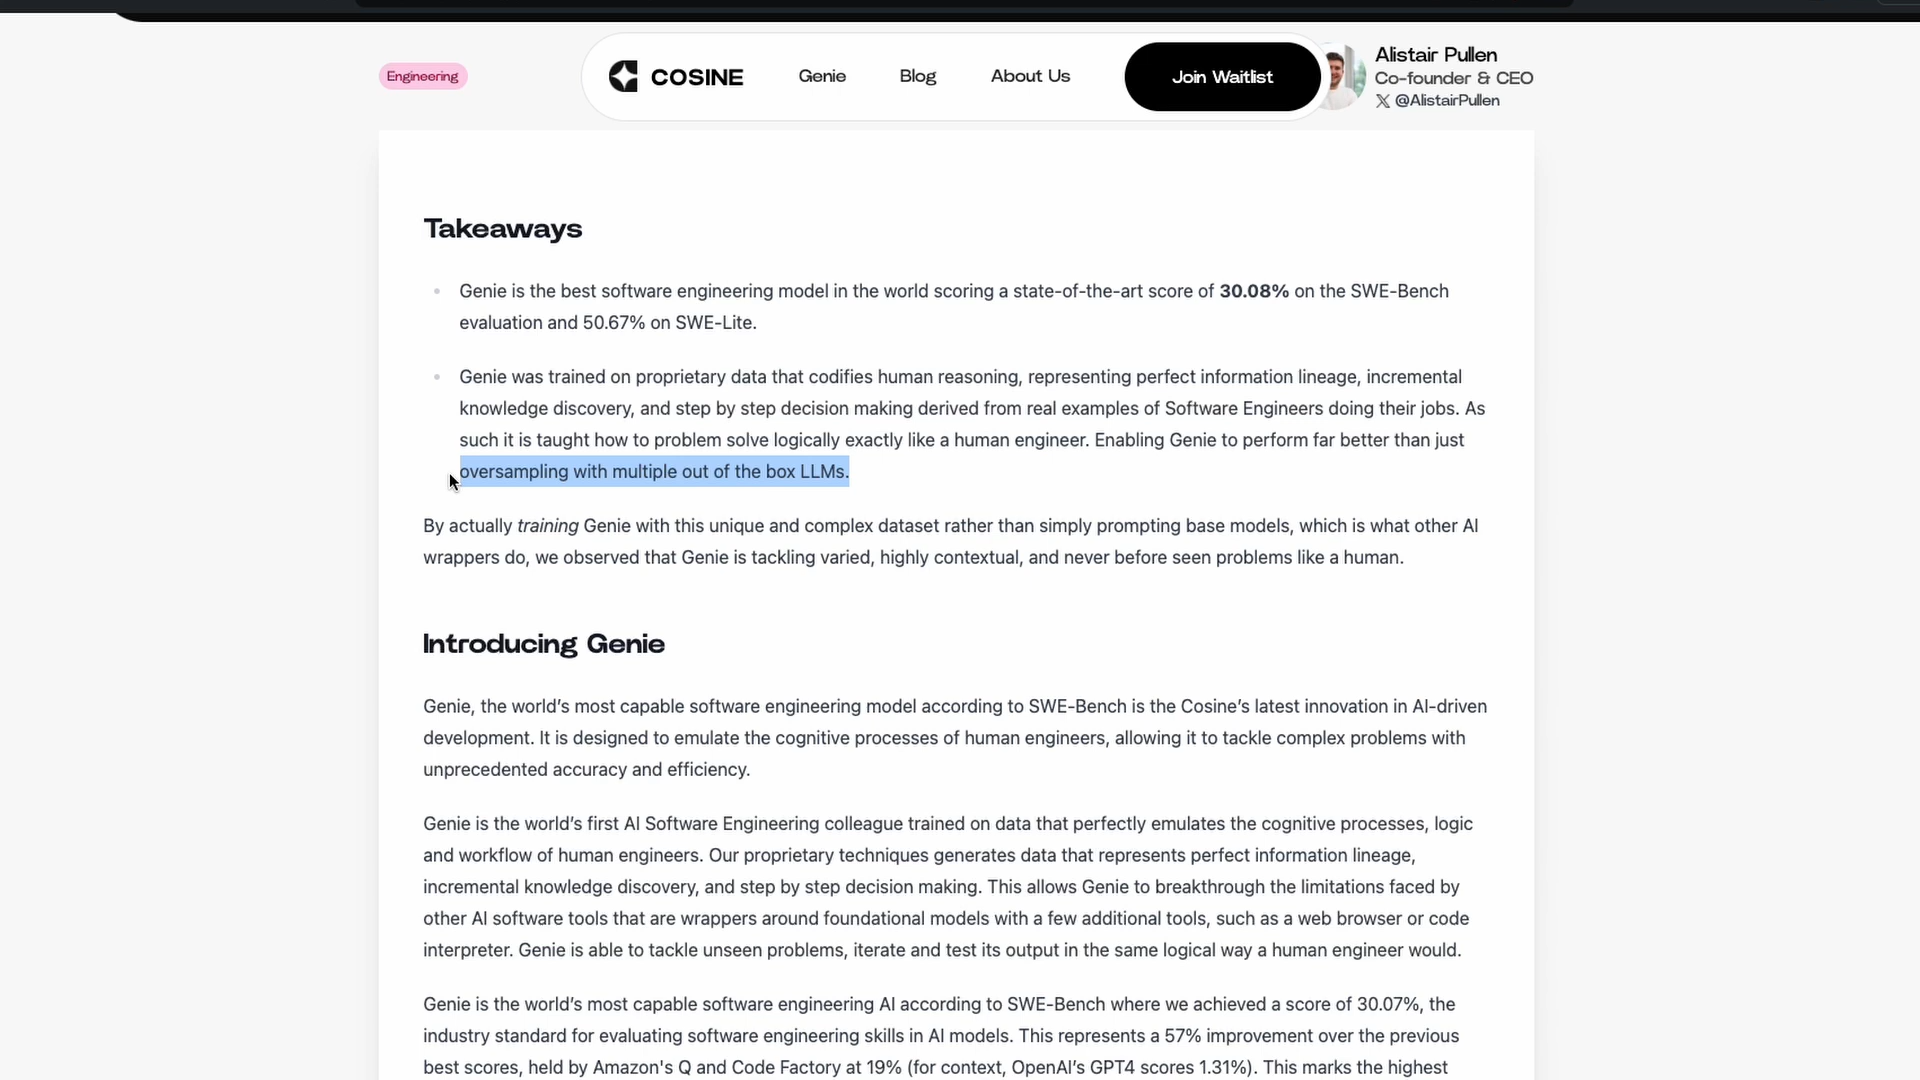 Engineering
COSINE
Genie
Blog
About Us
Join Waitlist
Alistair Pullen
Co-founder & CEO
@AlistairPullen
Takeaways
Genie is the best software engineering model in the world scoring a state-of-the-art score of 30.08% on the SWE-Bench
evaluation and 50.67% on SWE-Lite.
Genie was trained on proprietary data that codifies human reasoning, representing perfect information lineage, incremental
knowledge discovery, and step by step decision making derived from real examples of Software Engineers doing their jobs. As
such it is taught how to problem solve logically exactly like a human engineer. Enabling Genie to perform far better than just
oversampling with multiple out of the box LLMs.
By actually training Genie with this unique and complex dataset rather than simply prompting base models, which is what other AI
wrappers do, we observed that Genie is tackling varied, highly contextual, and never before seen problems like a human.
Introducing Genie
Genie, the world’s most capable software engineering model according to SWE-Bench is the Cosine’s latest innovation in AI-driven
development. It is designed to emulate the cognitive processes of human engineers, allowing it to tackle complex problems with
unprecedented accuracy and efficiency.
Genie is the world’s first AI Software Engineering colleague trained on data that perfectly emulates the cognitive processes, logic
and workflow of human engineers. Our proprietary techniques generates data that represents perfect information lineage,
incremental knowledge discovery, and step by step decision making. This allows Genie to breakthrough the limitations faced by
other AI software tools that are wrappers around foundational models with a few additional tools, such as a web browser or code
interpreter. Genie is able to tackle unseen problems, iterate and test its output in the same logical way a human engineer would.
Genie is the world’s most capable software engineering AI according to SWE-Bench where we achieved a score of 30.07%, the
industry standard for evaluating software engineering skills in AI models. This represents a 57% improvement over the previous
best scores, held by Amazon's Q and Code Factory at 19% (for context, OpenAI’s GPT4 scores 1.31%). This marks the highest